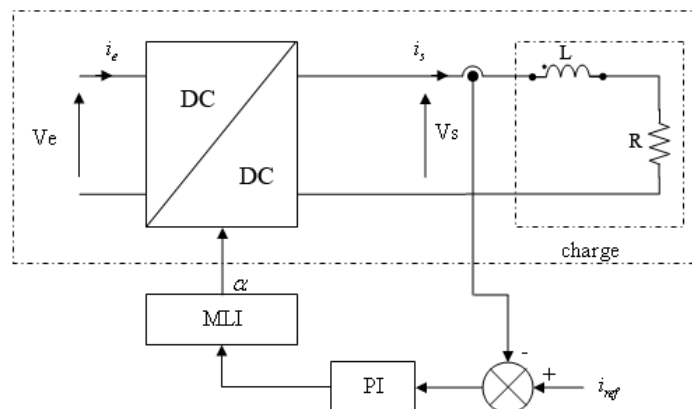 i_e
i_s
L
DC
Ve
Vs
R
DC
charge
α
MLI
-
+
PI
i_ref